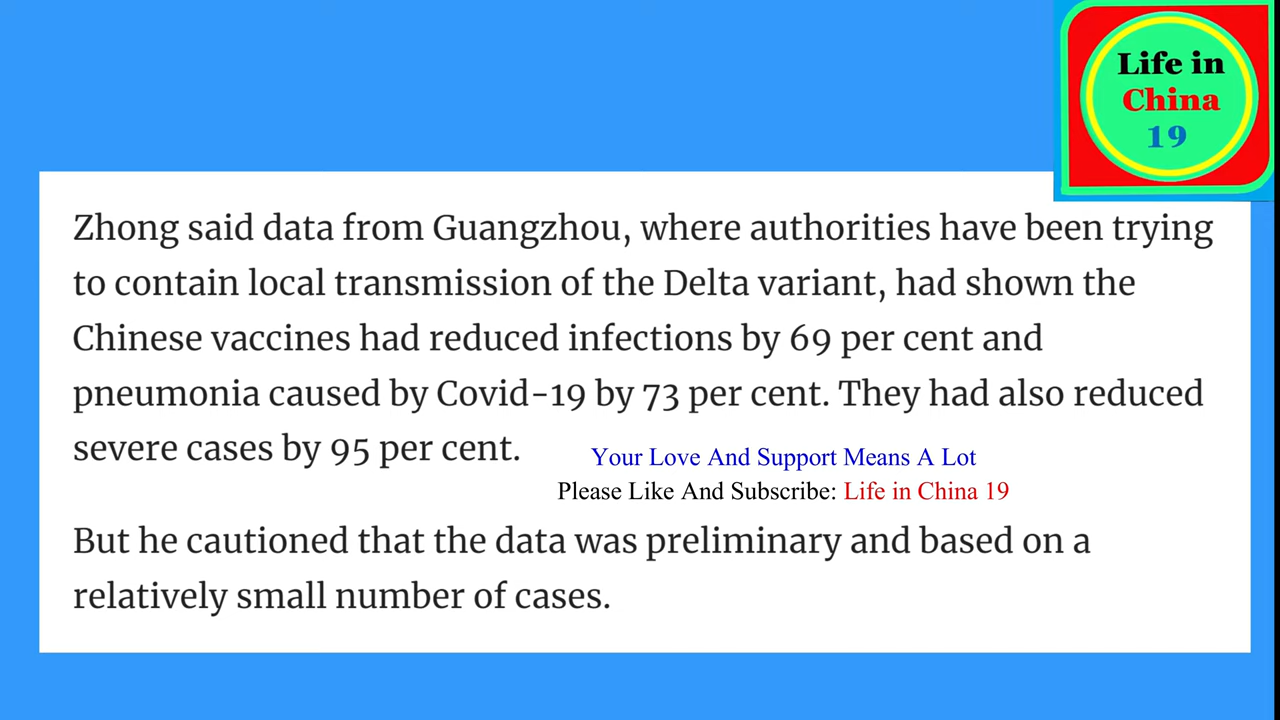 Life in
China
19
Zhong said data from Guangzhou, where authorities have been trying
to contain local transmission of the Delta variant, had shown the
Chinese vaccines had reduced infections by 69 per cent and
pneumonia caused by Covid-19 by 73 per cent. They had also reduced
severe cases by 95 per cent.
Your Love And Support Means A Lot
Please Like And Subscribe: Life in China 19
But he cautioned that the data was preliminary and based on a
relatively small number of cases.